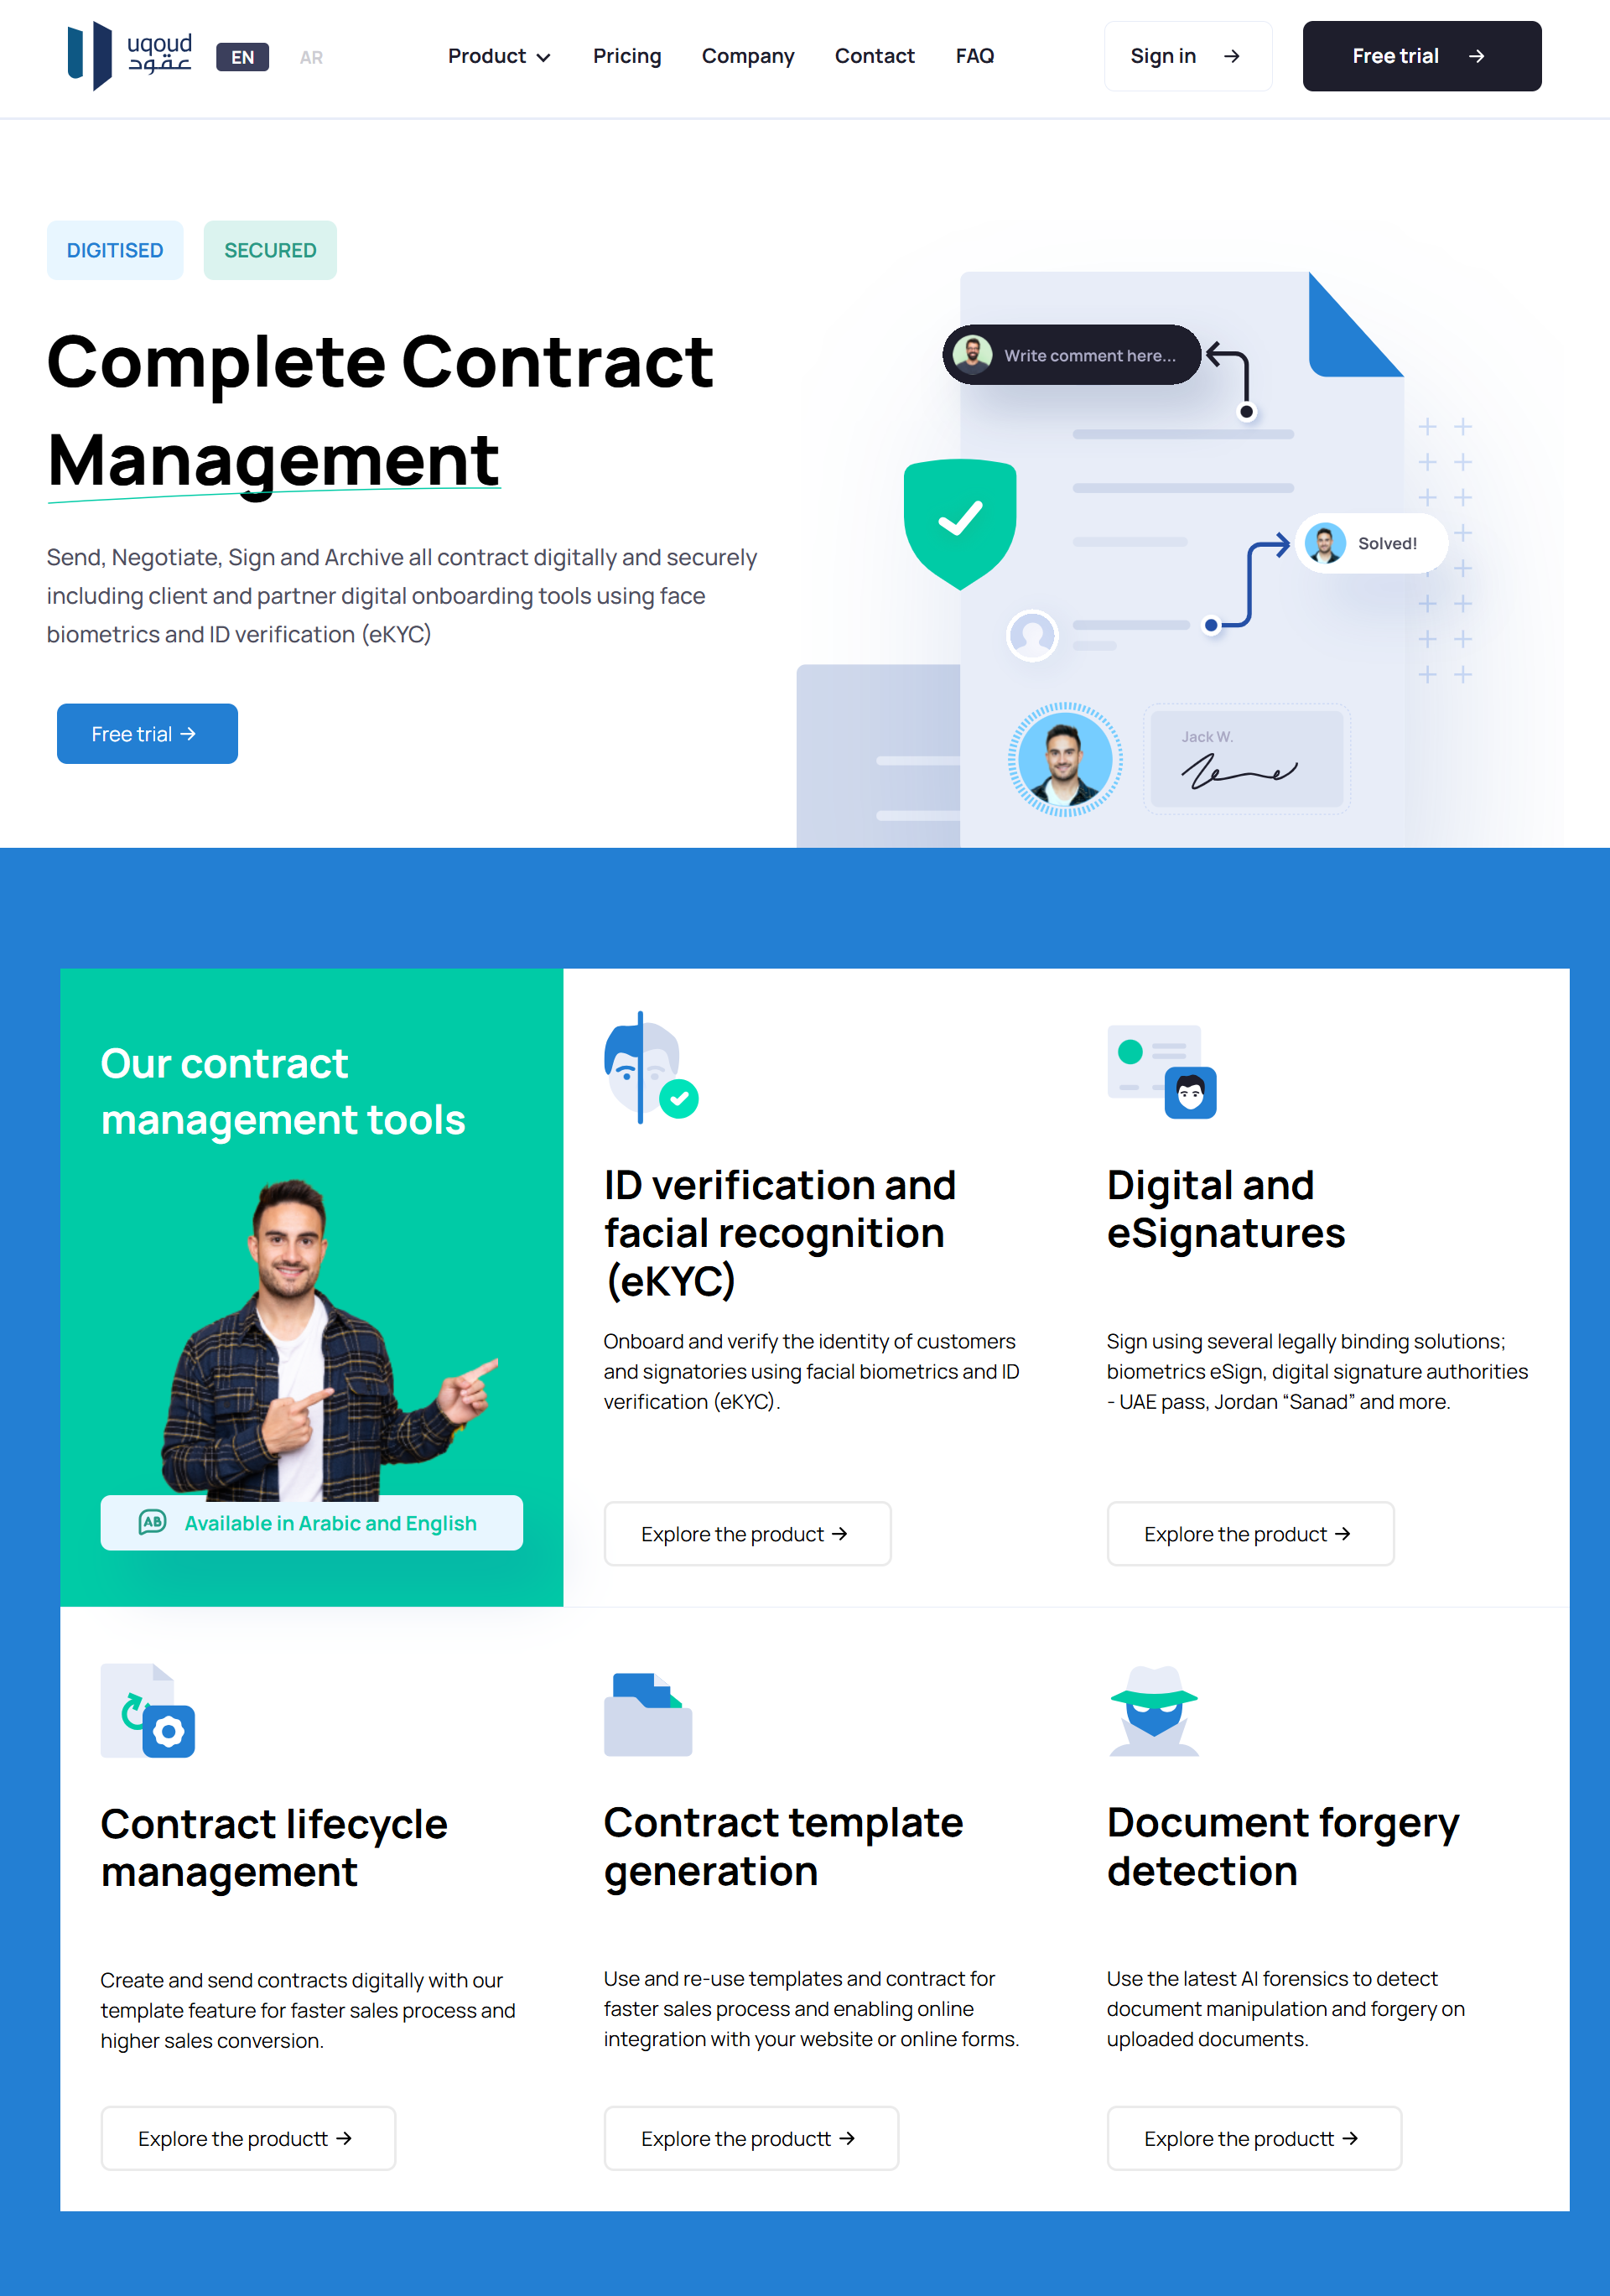 uqoud
عقود
EN
AR
Product
Pricing
Company
Contact
FAQ
Sign in
Free trial
DIGITISED
SECURED
Complete Contract
Management
Send, Negotiate, Sign and Archive all contract digitally and securely
including client and partner digital onboarding tools using face
biometrics and ID verification (eKYC)
Free trial
Write comment here...
Solved!
Jack W.
Our contract
management tools
AB
Available in Arabic and English
ID verification and
facial recognition
(eKYC)
Onboard and verify the identity of customers
and signatories using facial biometrics and ID
verification (eKYC).
Explore the product
Digital and
eSignatures
Sign using several legally binding solutions;
biometrics eSign, digital signature authorities
- UAE pass, Jordan “Sanad” and more.
Explore the product
Contract lifecycle
management
Create and send contracts digitally with our
template feature for faster sales process and
higher sales conversion.
Explore the productt
Contract template
generation
Use and re-use templates and contract for
faster sales process and enabling online
integration with your website or online forms.
Explore the productt
Document forgery
detection
Use the latest AI forensics to detect
document manipulation and forgery on
uploaded documents.
Explore the productt